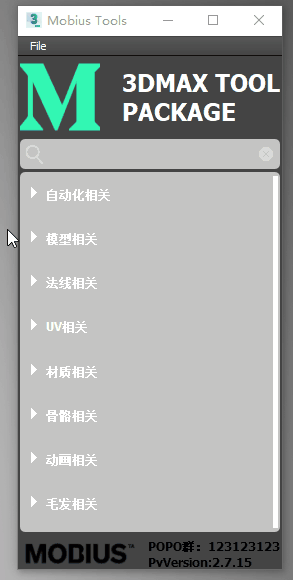 Mobius Tools
File
M
3DMAX TOOL
PACKAGE
自动化相关
模型相关
法线相关
UV相关
材质相关
骨骼相关
动画相关
毛发相关
MOBIUS™
POPO群：123123123
PyVersion:2.7.15